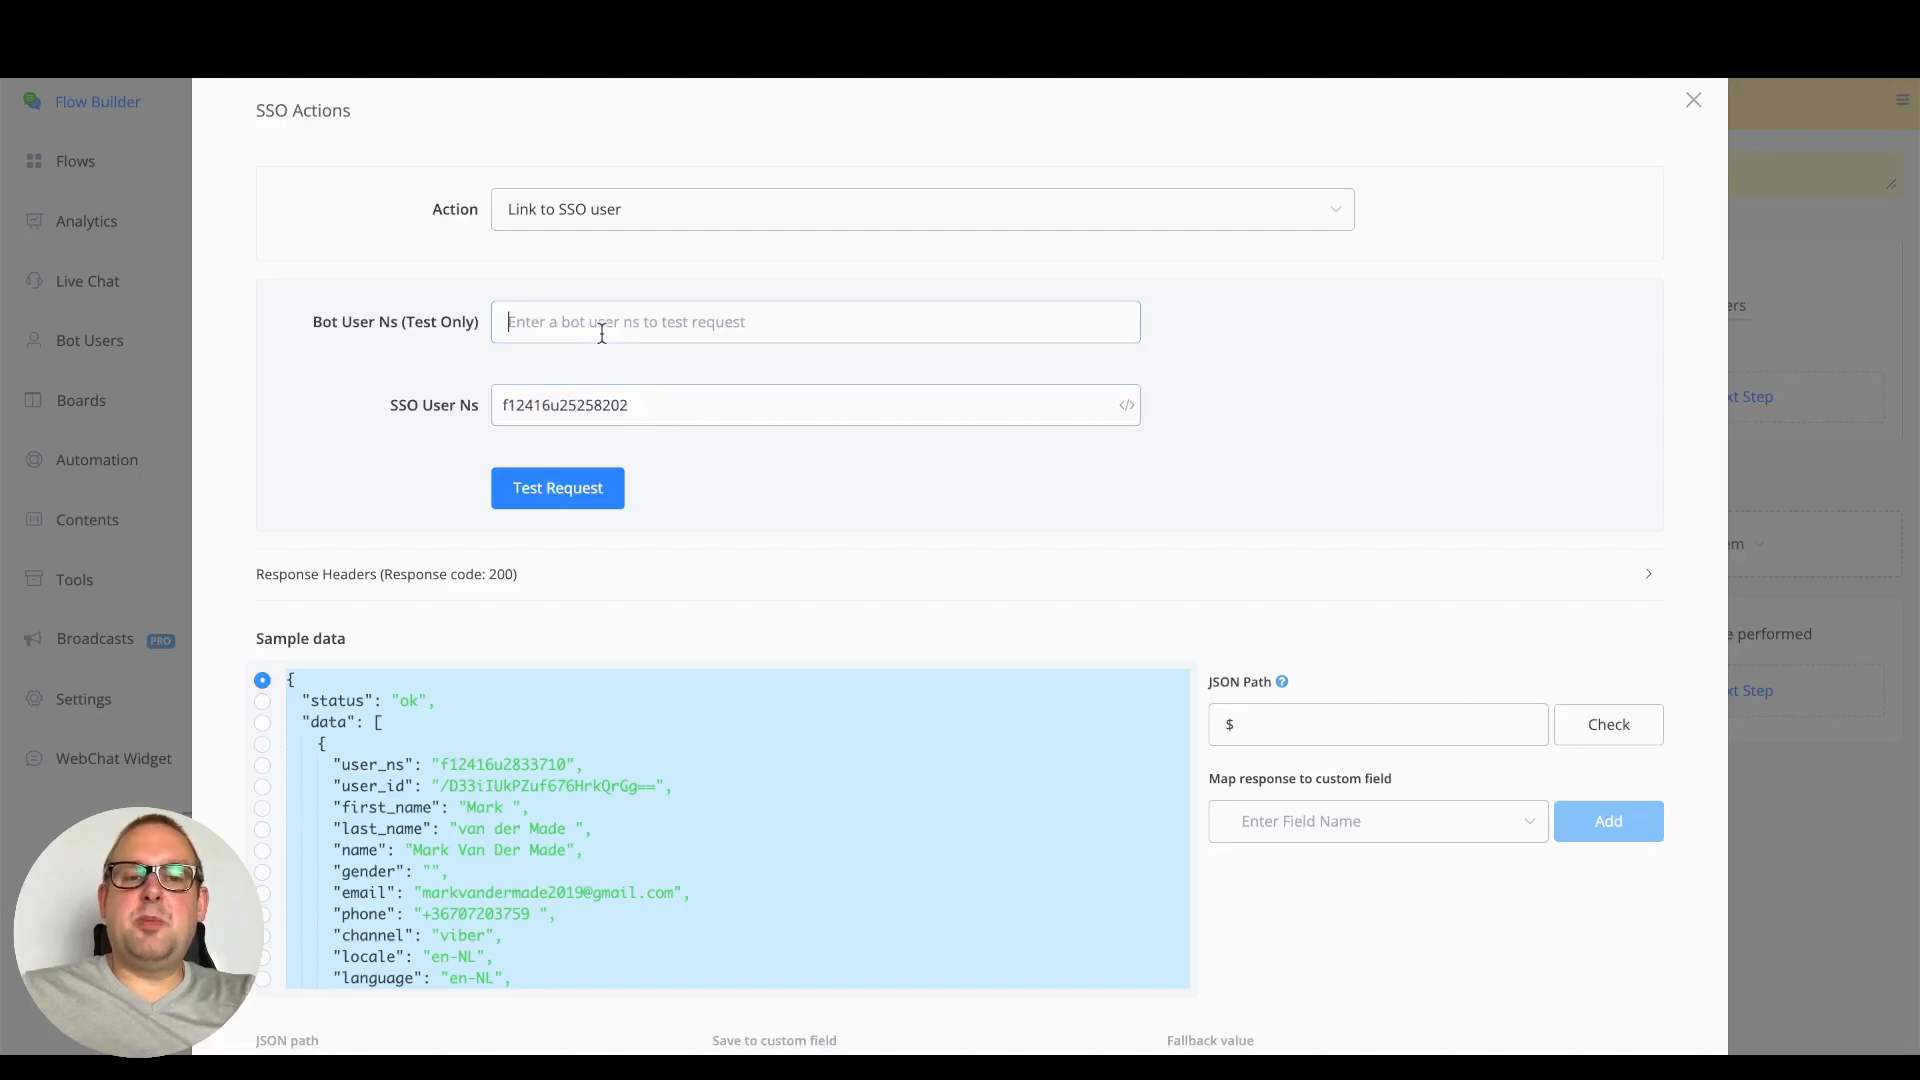 Flow Builder
Flows
Analytics
Live Chat
Bot Users
Boards
Automation
Contents
Tools
Broadcasts PRO
Settings
WebChat Widget
SSO Actions
Action Link to SSO user
Bot User Ns (Test Only) Enter a bot user ns to test request
SSO User Ns f12416u25258202 </>
Test Request
Response Headers (Response code: 200)
Sample data
{
"status": "ok",
"data": [
{
"user_ns": "f12416u2833710",
"user_id": "/D33iIUkPZuf676HrkQrGg==",
"first_name": "Mark ",
"last_name": "van der Made ",
"name": "Mark Van Der Made",
"gender": "",
"email": "markvandermade2019@gmail.com",
"phone": "+36707203759 ",
"channel": "viber",
"locale": "en-NL",
"language": "en-NL",
JSON Path ?
$ Check
Map response to custom field
Enter Field Name Add
JSON path Save to custom field Fallback value
ers
xt Step
em
e performed
xt Step